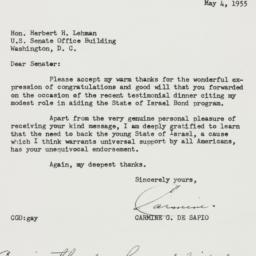 May 4, 1955
Hon. Herbert H. Lehman
U.S. Senate Office Building
Washington, D. C.
Dear Senator:
Please accept my warm thanks for the wonderful ex-
pression of congratulations and good will that you forwarded
on the occasion of the recent testimonial dinner citing my
modest role in aiding the State of Israel Bond program.
Apart from the very genuine personal pleasure of
receiving your kind message, I am deeply gratified to learn
that the need to back the young State of Israel, a cause
which I think warrants universal support by all Americans,
has your unequivocal endorsement.
Again, my deepest thanks.
Sincerely yours,
Carmine
CGD:gay CARMINE G. DE SAPIO